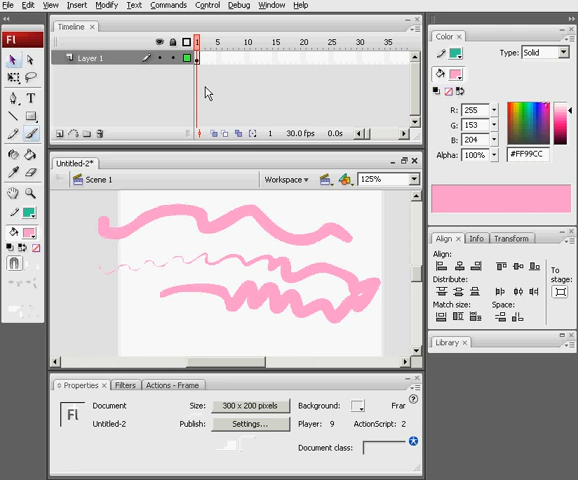 File Edit View Insert Modify Text Commands Control Debug Window Help
Timeline
1 5 10 15 20 25 30 35
Layer 1
1 30.0 fps 0.0s
Fl
T
Untitled-2*
Scene 1 Workspace 125%
Properties Filters Actions - Frame
Fl
Document Size: 300 x 200 pixels Background: Frar
Untitled-2 Publish: Settings... Player: 9 ActionScript: 2
Document class:
Color
Type: Solid
R: 255
G: 153
B: 204
Alpha: 100% #FF99CC
Align Info Transform
Align:
Distribute:
Match size: Space:
To
stage:
Library